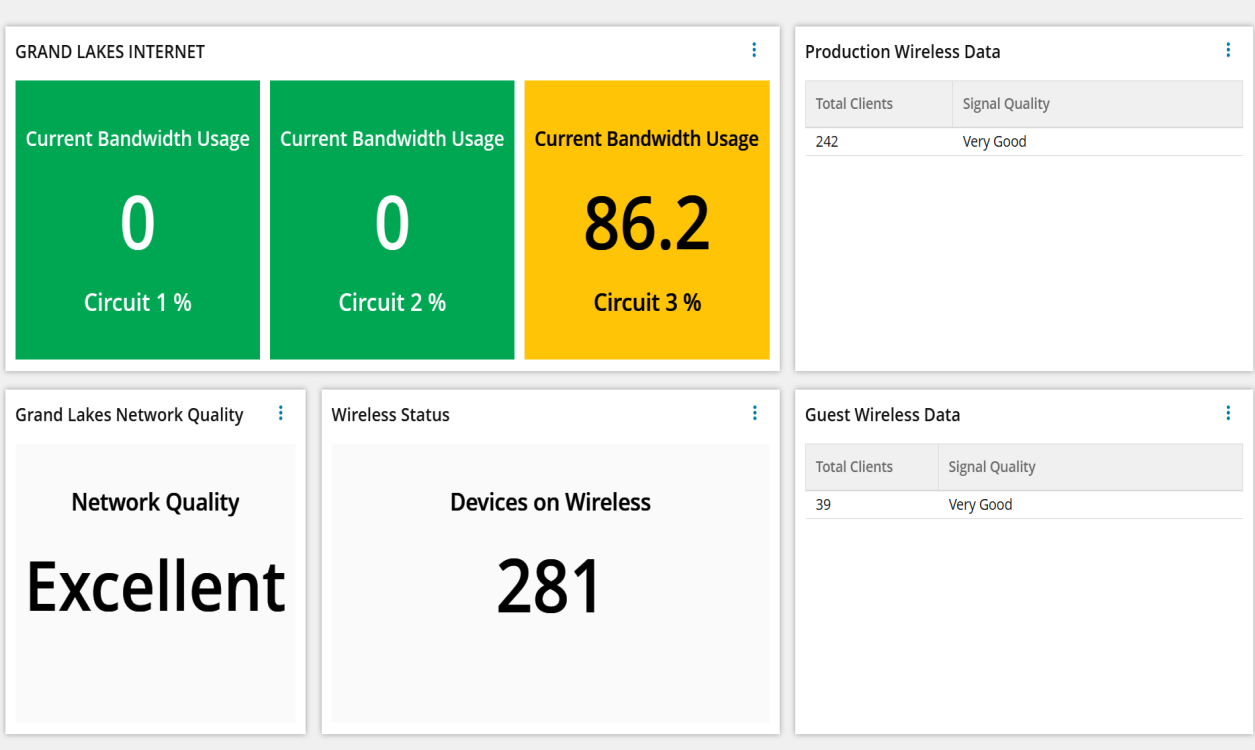 GRAND LAKES INTERNET
Current Bandwidth Usage
0
Circuit 1 %
Current Bandwidth Usage
0
Circuit 2 %
Current Bandwidth Usage
86.2
Circuit 3 %
Production Wireless Data
Total Clients Signal Quality
242 Very Good
Grand Lakes Network Quality
Network Quality
Excellent
Wireless Status
Devices on Wireless
281
Guest Wireless Data
Total Clients Signal Quality
39 Very Good